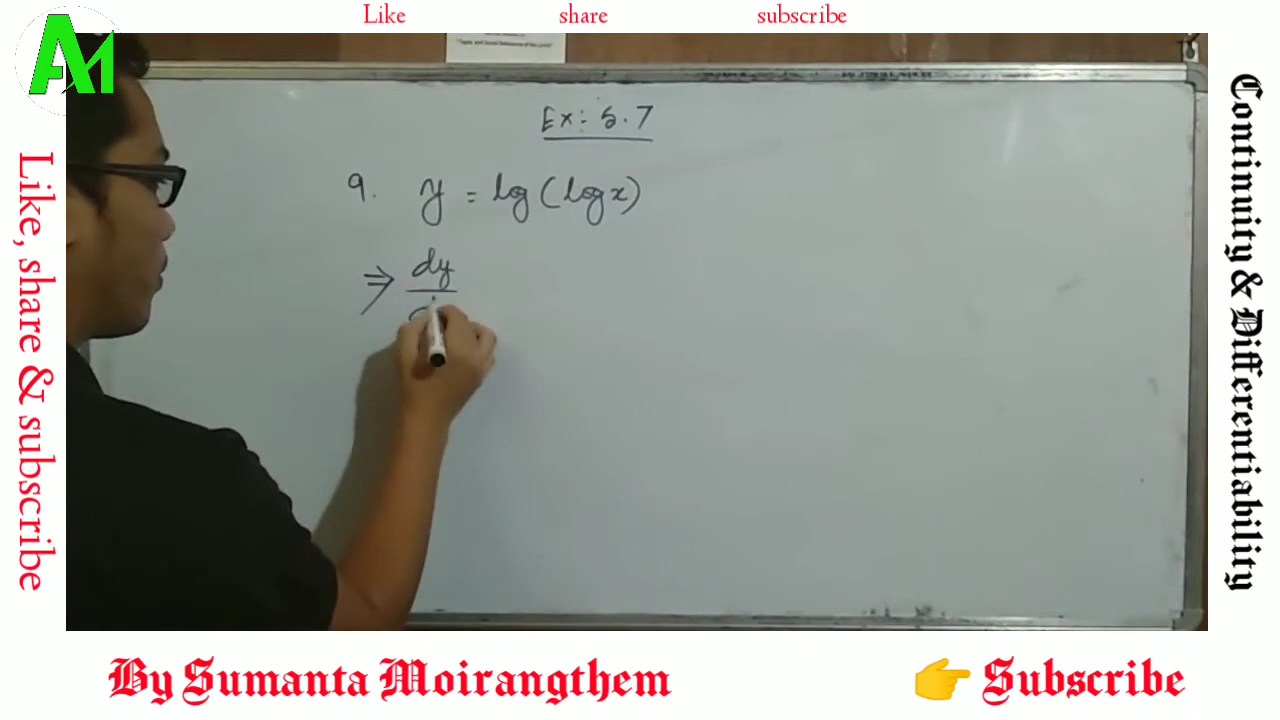 Like share subscribe
AM
Ex: 5.7
9. y = log(log x)
⇒ dy
Like, share & subscribe
Continuity & Differentiability
By Sumanta Moirangthem
👉 Subscribe